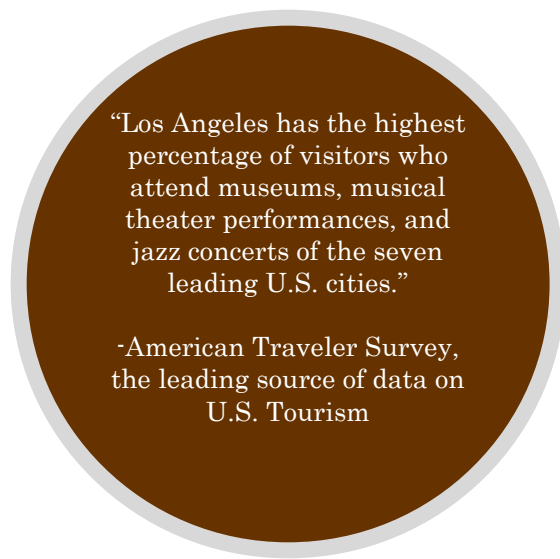 “Los Angeles has the highest
percentage of visitors who
attend museums, musical
theater performances, and
jazz concerts of the seven
leading U.S. cities.”
-American Traveler Survey,
the leading source of data on
U.S. Tourism